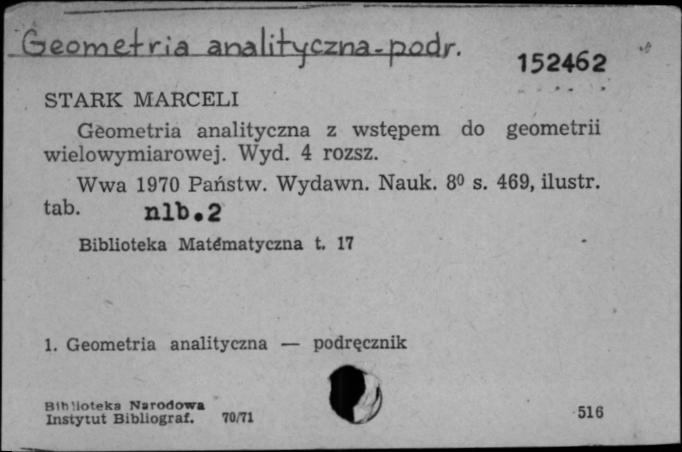 Geometria analityczna-podr.
152462
STARK MARCELI
Geometria analityczna z wstępem do geometrii
wielowymiarowej. Wyd. 4 rozsz.
Wwa 1970 Państw. Wydawn. Nauk. 8⁰ s. 469, ilustr.
tab. nlb.2
Biblioteka Matematyczna t. 17
1. Geometria analityczna — podręcznik
Biblioteka Narodowa
Instytut Bibliograf. 70/71
516